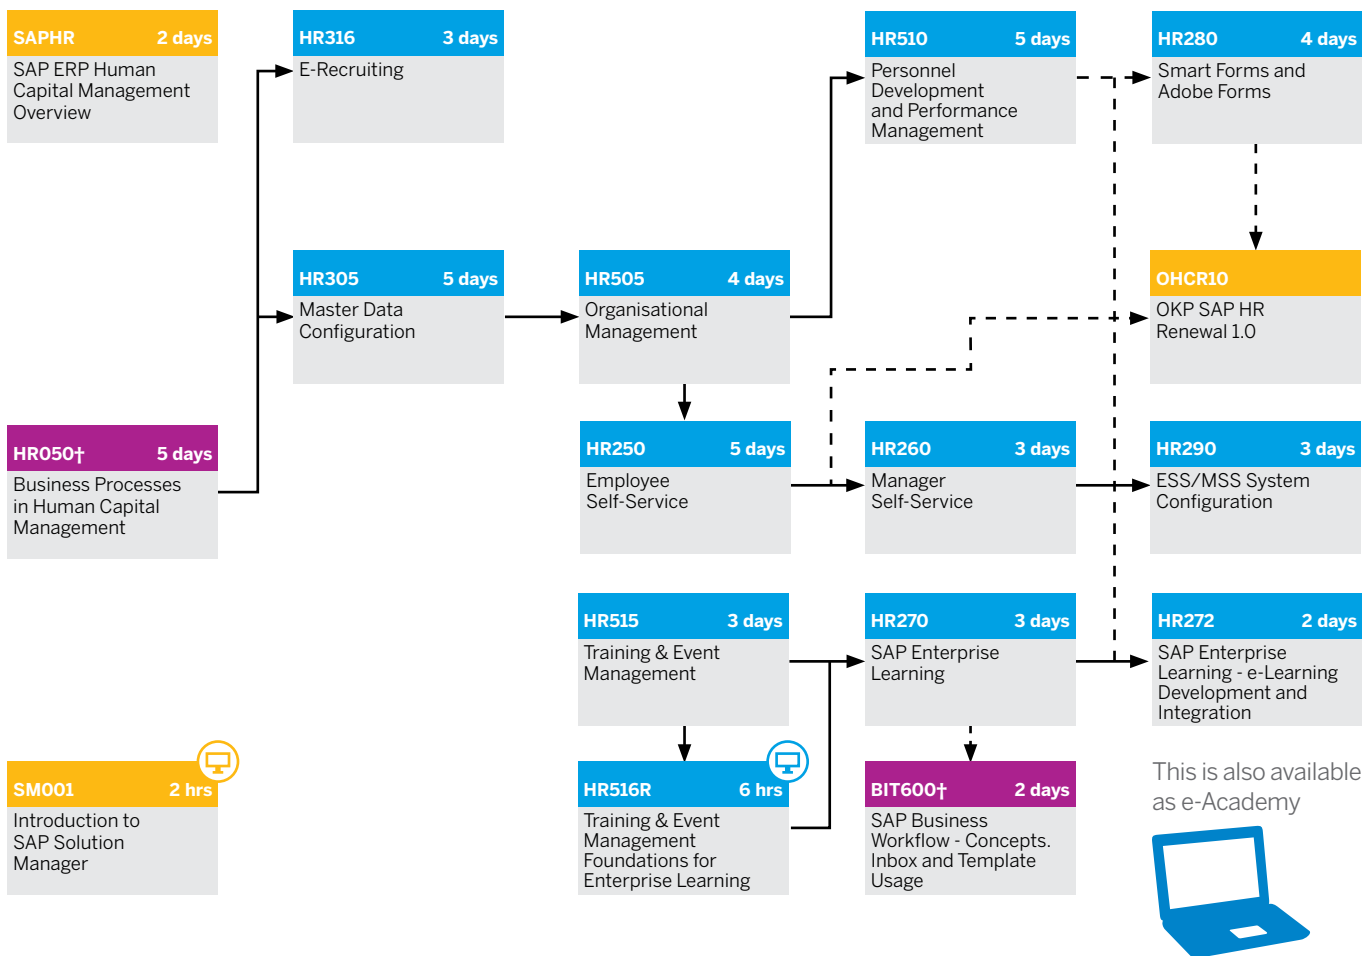 SAPHR 2 days
SAP ERP Human
Capital Management
Overview
HR316 3 days
E-Recruiting
HR510 5 days
Personnel
Development
and Performance
Management
HR280 4 days
Smart Forms and
Adobe Forms
HR305 5 days
Master Data
Configuration
HR505 4 days
Organisational
Management
OHCR10
OKP SAP HR
Renewal 1.0
HR050† 5 days
Business Processes
in Human Capital
Management
HR250 5 days
Employee
Self-Service
HR260 3 days
Manager
Self-Service
HR290 3 days
ESS/MSS System
Configuration
HR515 3 days
Training & Event
Management
HR270 3 days
SAP Enterprise
Learning
HR272 2 days
SAP Enterprise
Learning - e-Learning
Development and
Integration
SM001 2 hrs
Introduction to
SAP Solution
Manager
HR516R 6 hrs
Training & Event
Management
Foundations for
Enterprise Learning
BIT600† 2 days
SAP Business
Workflow - Concepts.
Inbox and Template
Usage
This is also available
as e-Academy